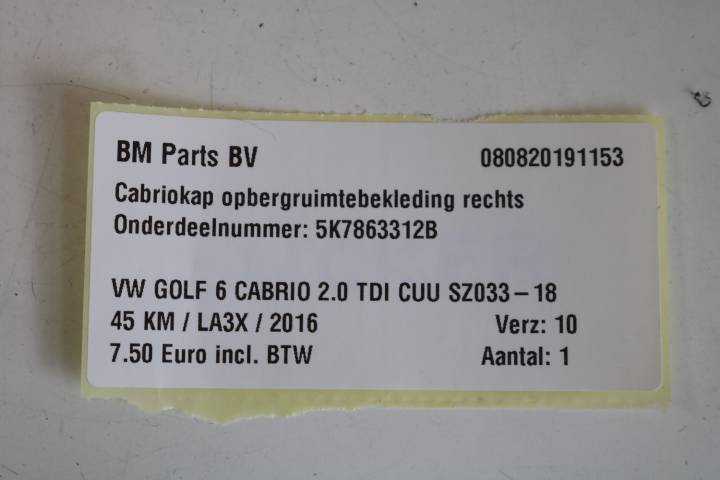 BM Parts BV 080820191153
Cabriokap opbergruimtebekleding rechts
Onderdeelnummer: 5K7863312B
VW GOLF 6 CABRIO 2.0 TDI CUU SZ033-18
45 KM / LA3X / 2016 Verz: 10
7.50 Euro incl. BTW Aantal: 1